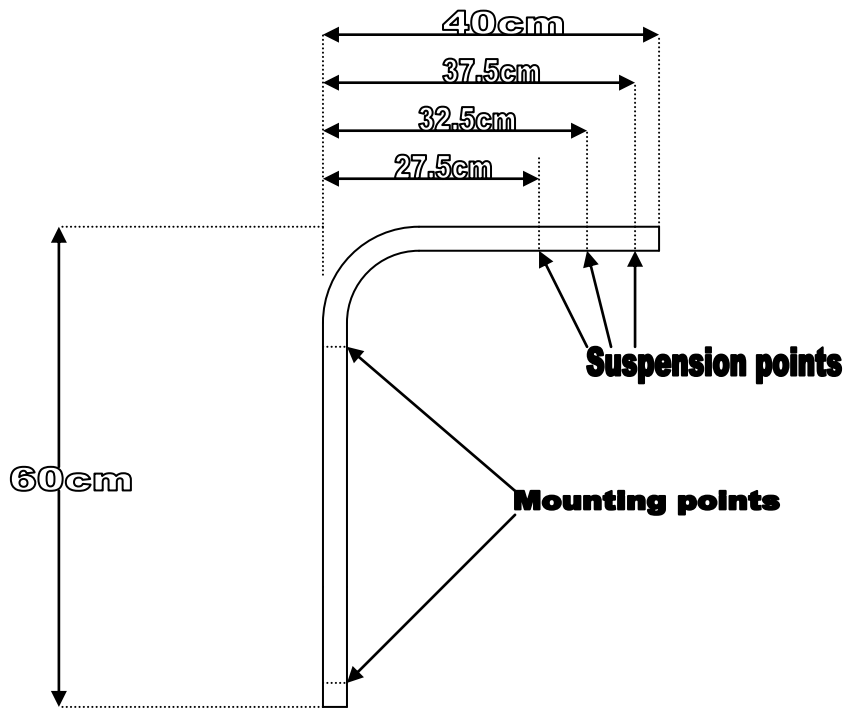 40cm
37.5cm
32.5cm
27.5cm
Suspension points
60cm
Mounting points